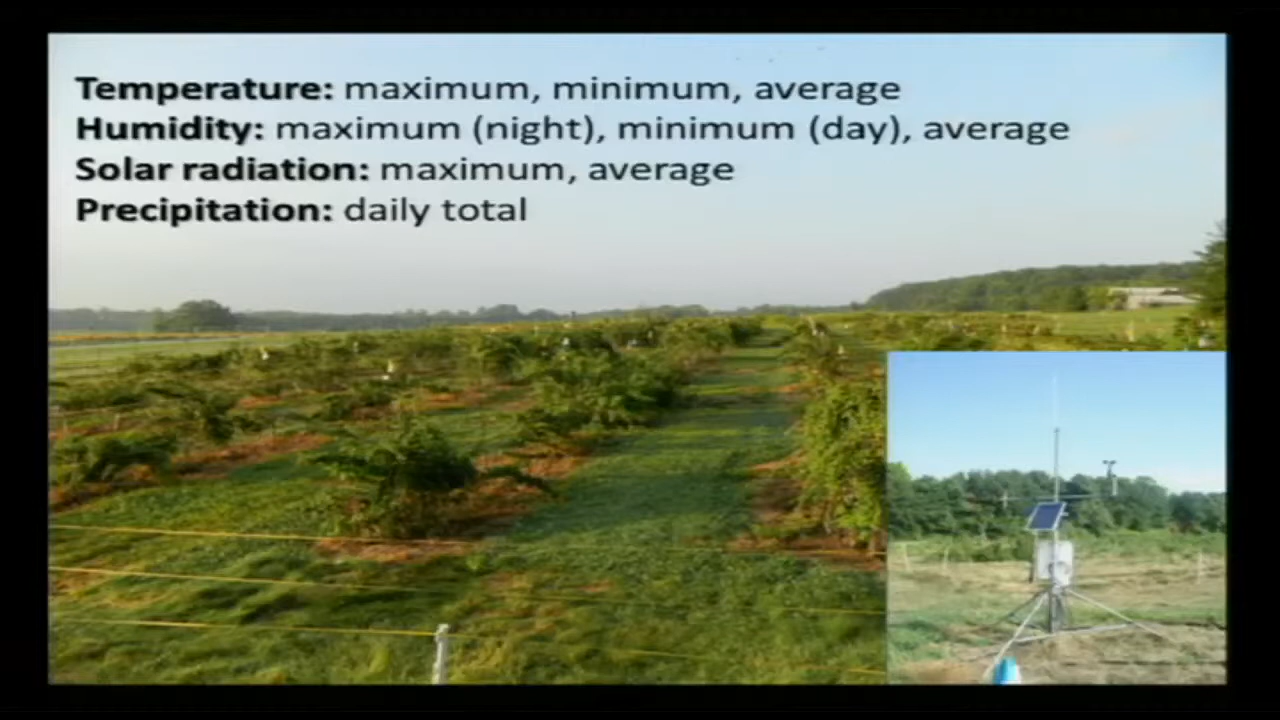 Temperature: maximum, minimum, average
Humidity: maximum (night), minimum (day), average
Solar radiation: maximum, average
Precipitation: daily total